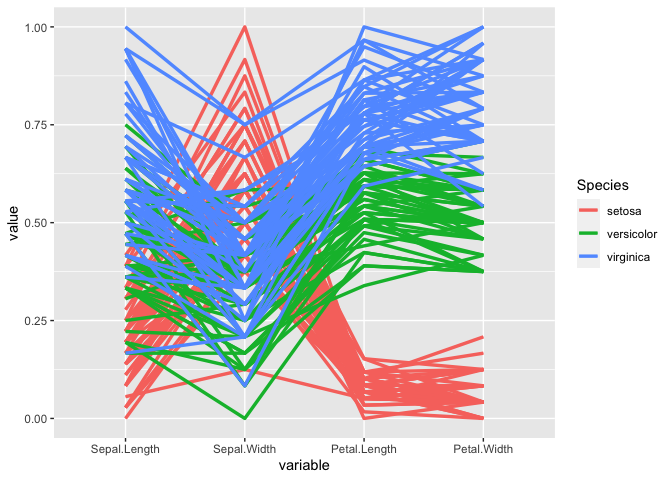 1.00
0.75
0.50
0.25
0.00
value
Sepal.Length Sepal.Width Petal.Length Petal.Width
variable
Species
setosa
versicolor
virginica